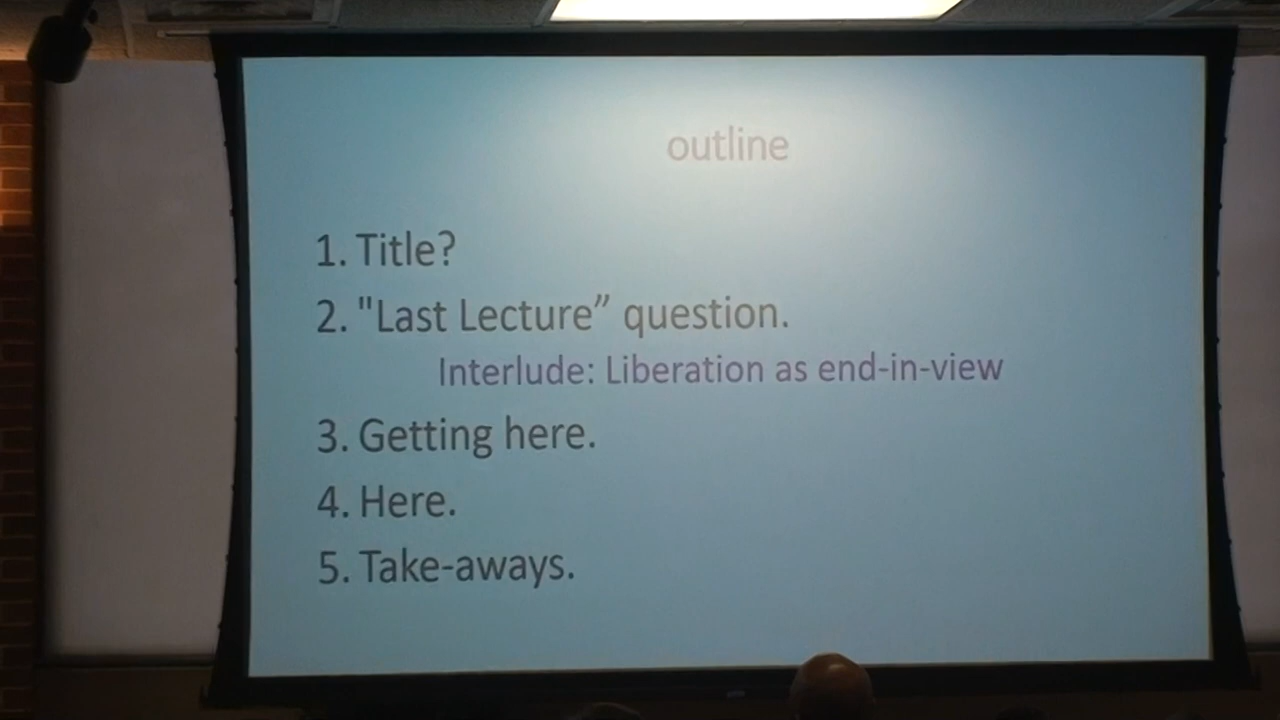 outline
1. Title?
2. "Last Lecture” question.
Interlude: Liberation as end-in-view
3. Getting here.
4. Here.
5. Take-aways.